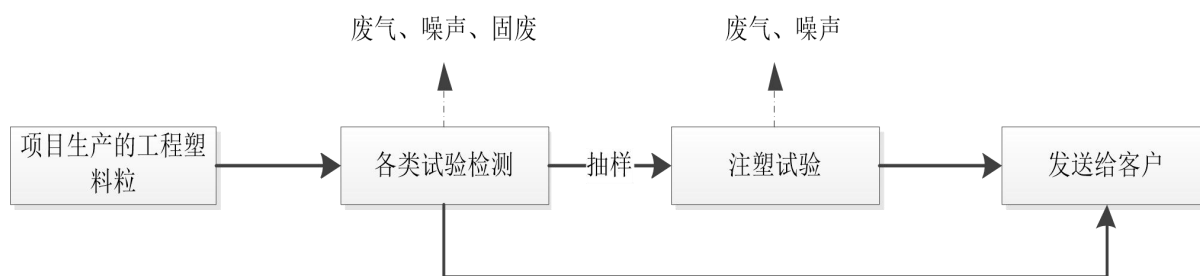 废气、噪声、固废
废气、噪声
项目生产的工程塑
料粒
各类试验检测
抽样
注塑试验
发送给客户